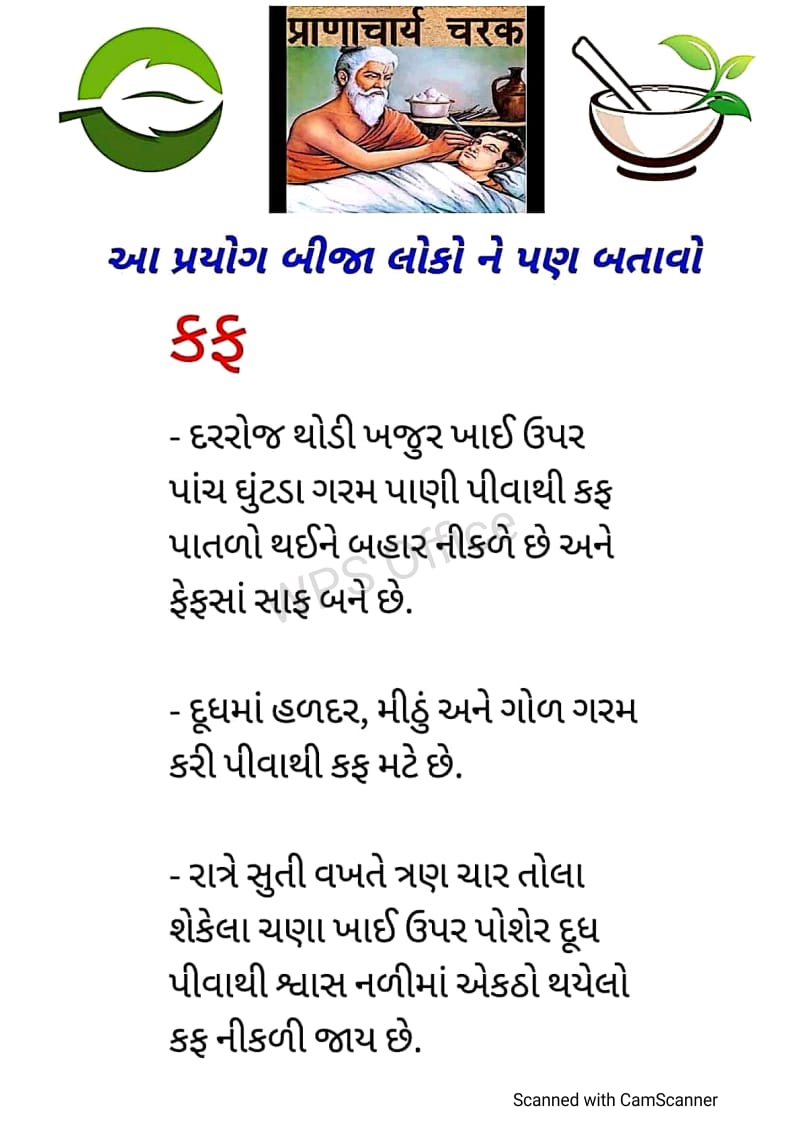 प्राणाचार्य चरक
આ પ્રયોગ બીજા લોકો ને પણ બતાવો
કફ
- દરરોજ થોડી ખજુર ખાઈ ઉપર
પાંચ ઘુંટડા ગરમ પાણી પીવાથી કફ
પાતળો થઈને બહાર નીકળે છે અને
ફેફસાં સાફ બને છે.
WPS Office
- દૂધમાં હળદર, મીઠું અને ગોળ ગરમ
કરી પીવાથી કફ મટે છે.
- રાત્રે સુતી વખતે ત્રણ ચાર તોલા
શેકેલા ચણા ખાઈ ઉપર પોશેર દૂધ
પીવાથી શ્વાસ નળીમાં એકઠો થયેલો
કફ નીકળી જાય છે.
Scanned with CamScanner